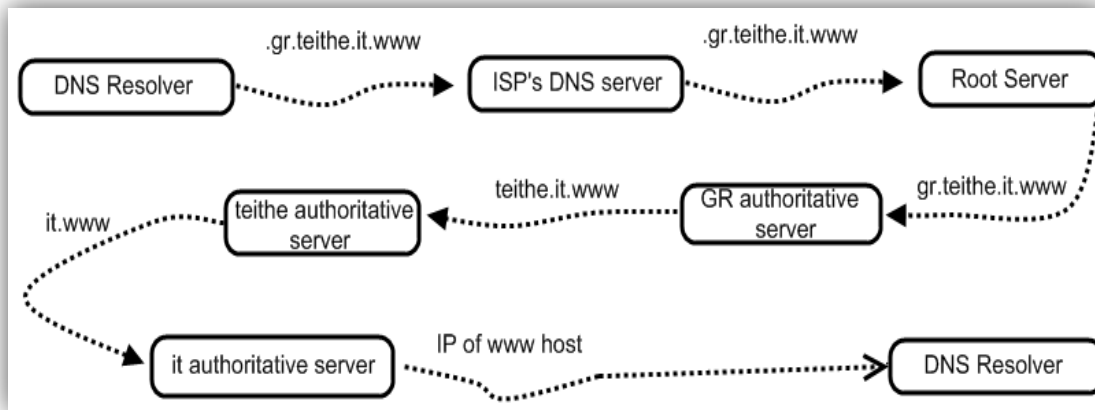 .gr.teithe.it.www
.gr.teithe.it.www
DNS Resolver
ISP's DNS server
Root Server
gr.teithe.it.www
GR authoritative
server
teithe.it.www
teithe authoritative
server
it.www
it authoritative server
IP of www host
DNS Resolver